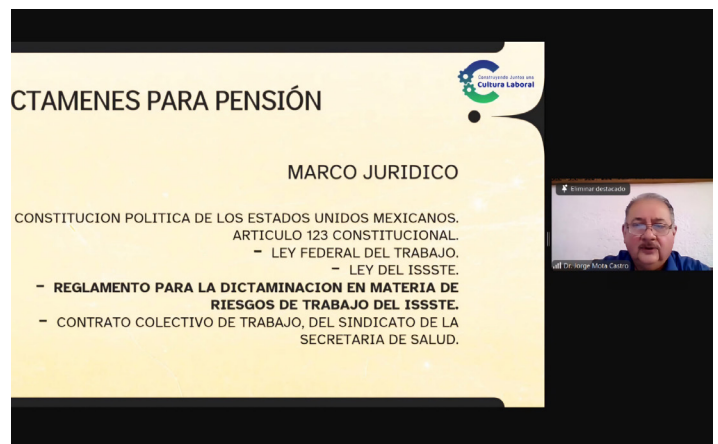 Construyendo Juntos una
Cultura Laboral
CTAMENES PARA PENSIÓN
MARCO JURIDICO
CONSTITUCION POLITICA DE LOS ESTADOS UNIDOS MEXICANOS.
ARTICULO 123 CONSTITUCIONAL.
– LEY FEDERAL DEL TRABAJO.
– LEY DEL ISSSTE.
– REGLAMENTO PARA LA DICTAMINACION EN MATERIA DE
RIESGOS DE TRABAJO DEL ISSSTE.
– CONTRATO COLECTIVO DE TRABAJO, DEL SINDICATO DE LA
SECRETARIA DE SALUD.
Eliminar destacado
Dr. Jorge Mota Castro